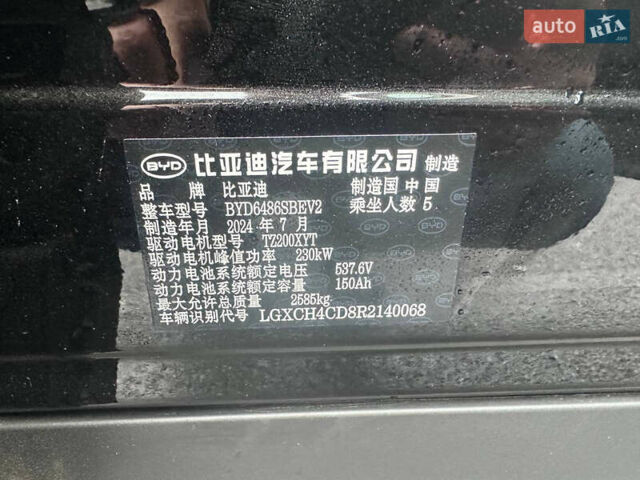 auto RIA.com
BYD 比亚迪汽车有限公司 制造
品 牌 比亚迪 制造国 中 国
整车型号 BYD6486SBEV2 乘坐人数 5
制造年月 2024 年 7 月
驱动电机型号 TZ200XYT
驱动电机峰值功率 230kW
动力电池系统额定电压 537.6V
动力电池系统额定容量 150Ah
最大允许总质量 2585kg
车辆识别代号 LGXCH4CD8R2140068